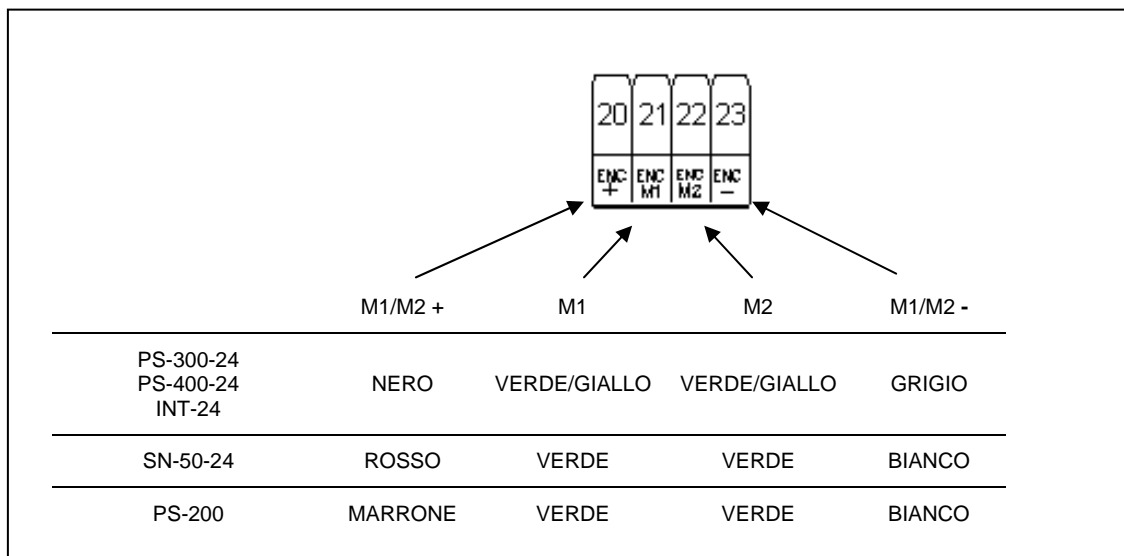 20 21 22 23
ENC + ENC M1 ENC M2 ENC -
M1/M2 + M1 M2 M1/M2 -
PS-300-24
PS-400-24 NERO VERDE/GIALLO VERDE/GIALLO GRIGIO
INT-24
SN-50-24 ROSSO VERDE VERDE BIANCO
PS-200 MARRONE VERDE VERDE BIANCO